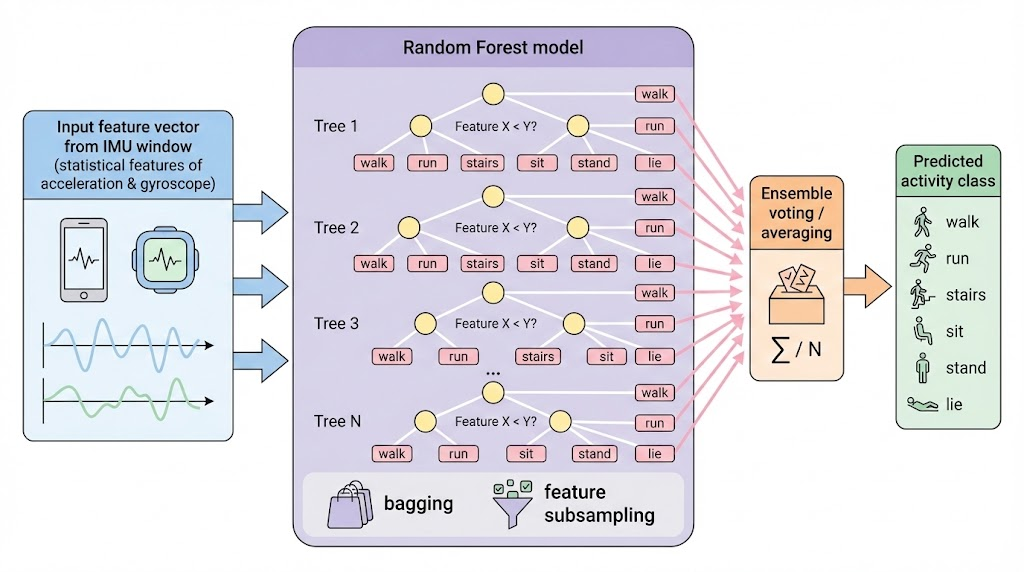 Random Forest model
Input feature vector
from IMU window
(statistical features of
acceleration & gyroscope)
walk
Tree 1
Feature X < Y?
run
walk
run
stairs
sit
stand
lie
walk
Tree 2
Feature X < Y?
run
walk
run
stairs
sit
stand
lie
walk
Tree 3
Feature X < Y?
run
walk
run
stairs
sit
lie
...
walk
Tree N
Feature X < Y?
run
walk
run
sit
stand
lie
bagging
feature
subsampling
Ensemble
voting /
averaging
∑ / N
Predicted
activity class
walk
run
stairs
sit
stand
lie